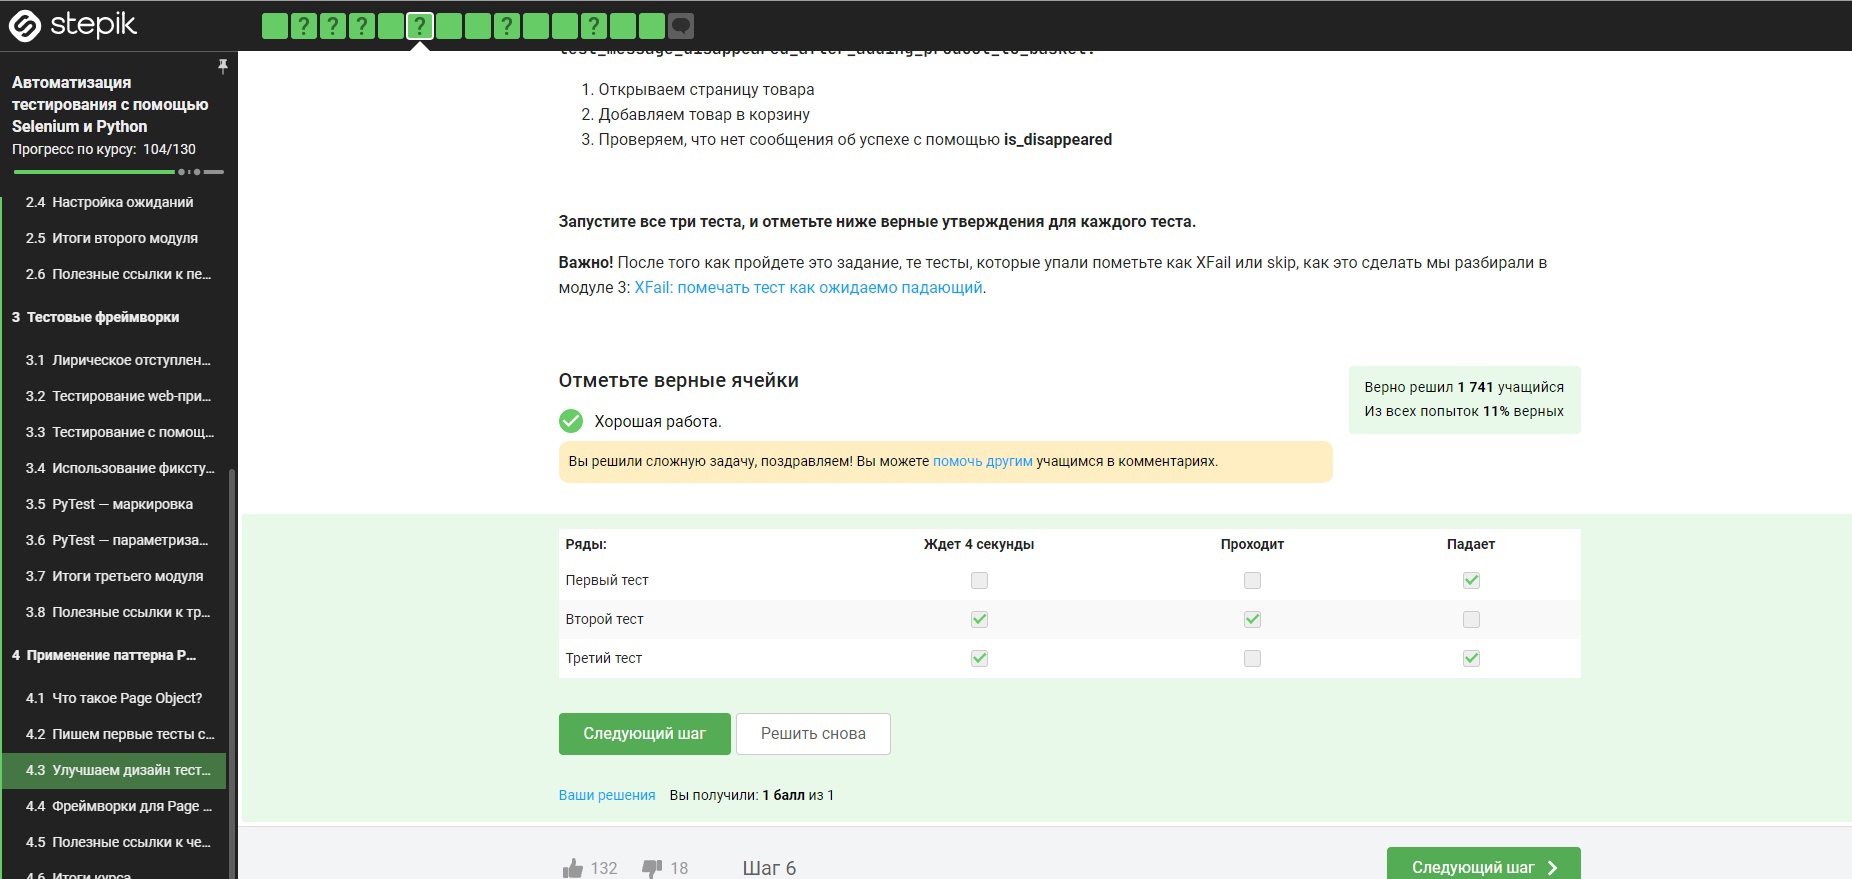 stepik
? ? ? ? ? ?
Автоматизация
тестирования с помощью
Selenium и Python
Прогресс по курсу: 104/130
2.4 Настройка ожиданий
2.5 Итоги второго модуля
2.6 Полезные ссылки к пе...
3 Тестовые фреймворки
3.1 Лирическое отступлен...
3.2 Тестирование web-при...
3.3 Тестирование с помощ...
3.4 Использование фиксту...
3.5 PyTest — маркировка
3.6 PyTest — параметриза...
3.7 Итоги третьего модуля
3.8 Полезные ссылки к тр...
4 Применение паттерна P...
4.1 Что такое Page Object?
4.2 Пишем первые тесты с...
4.3 Улучшаем дизайн тест...
4.4 Фреймворки для Page ...
4.5 Полезные ссылки к че...
4.6 Итоги курса
test_message_disappeared_after_adding_product_to_basket:
1. Открываем страницу товара
2. Добавляем товар в корзину
3. Проверяем, что нет сообщения об успехе с помощью is_disappeared
Запустите все три теста, и отметьте ниже верные утверждения для каждого теста.
Важно! После того как пройдете это задание, те тесты, которые упали пометьте как XFail или skip, как это сделать мы разбирали в
модуле 3: XFail: помечать тест как ожидаемо падающий.
Отметьте верные ячейки
Хорошая работа.
Вы решили сложную задачу, поздравляем! Вы можете помочь другим учащимся в комментариях.
Верно решил 1 741 учащийся
Из всех попыток 11% верных
Ряды: Ждет 4 секунды Проходит Падает
Первый тест
Второй тест
Третий тест
Следующий шаг Решить снова
Ваши решения Вы получили: 1 балл из 1
132 18 Шаг 6 Следующий шаг